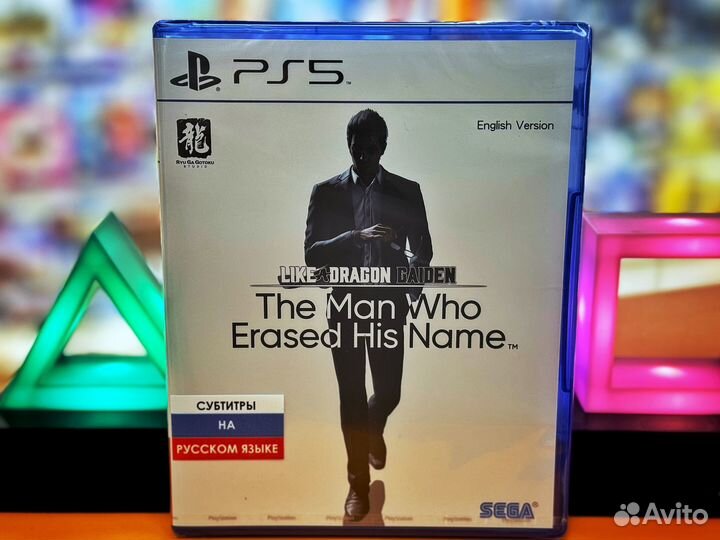 PS5
English Version
龍
RYU GA GOTOKU
STUDIO
LIKE A DRAGON GAIDEN
The Man Who
Erased His Name™
СУБТИТРЫ
НА
РУССКОМ ЯЗЫКЕ
SEGA®
Avito